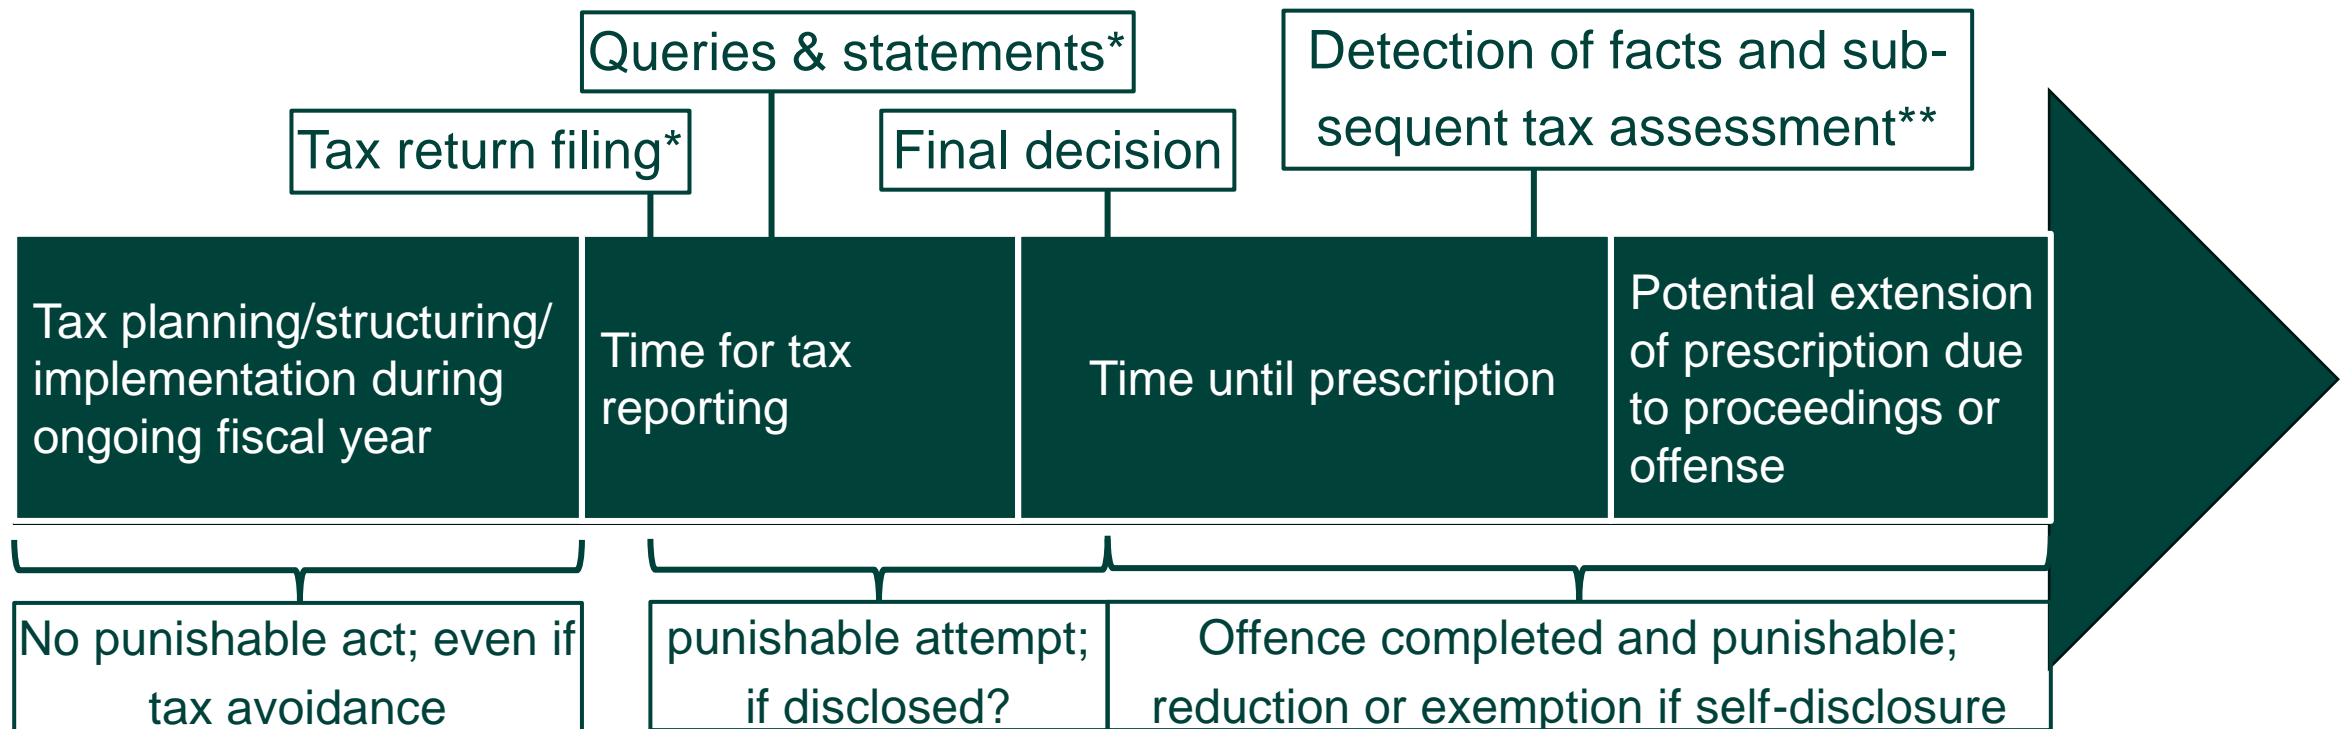 Queries & statements*
Detection of facts and sub-
sequent tax assessment**
Tax return filing*
Final decision
Tax planning/structuring/
implementation during
ongoing fiscal year
Time for tax
reporting
Time until prescription
Potential extension
of prescription due
to proceedings or
offense
No punishable act; even if
tax avoidance
punishable attempt;
if disclosed?
Offence completed and punishable;
reduction or exemption if self-disclosure